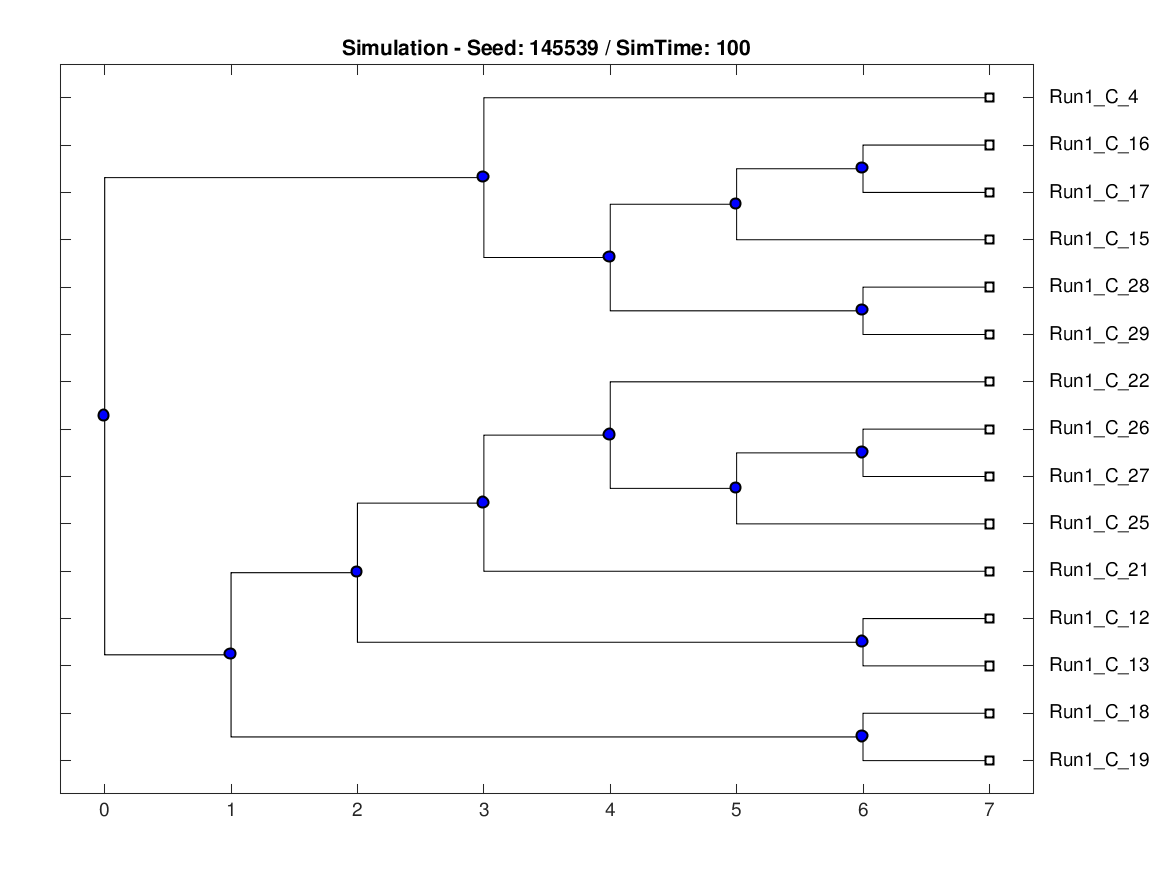 Simulation - Seed: 145539 / SimTime: 100
Run1_C_4
Run1_C_16
Run1_C_17
Run1_C_15
Run1_C_28
Run1_C_29
Run1_C_22
Run1_C_26
Run1_C_27
Run1_C_25
Run1_C_21
Run1_C_12
Run1_C_13
Run1_C_18
Run1_C_19
0 1 2 3 4 5 6 7